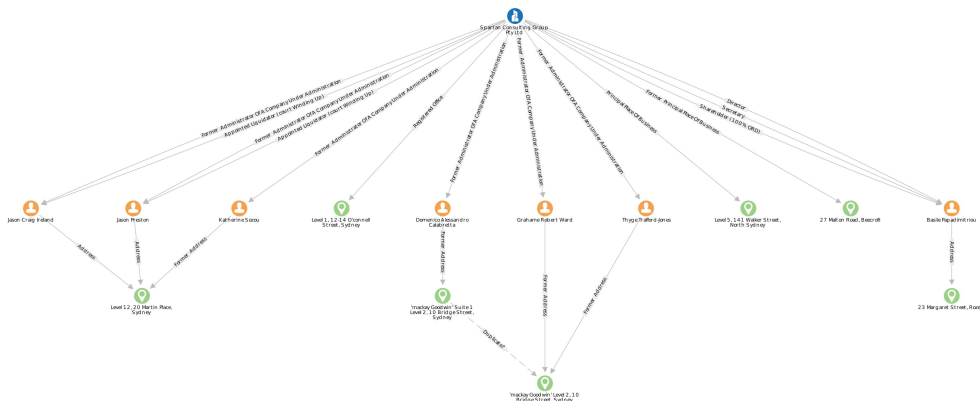 Spartan Consulting Group
Pty Ltd
Former Administrator Of A Company Under Administration
Appointed Liquidator (court Winding Up)
Former Administrator Of A Company Under Administration
Appointed Liquidator (court Winding Up)
Former Administrator Of A Company Under Administration
Registered Office
Former Administrator Of A Company Under Administration
Former Administrator Of A Company Under Administration
Former Administrator Of A Company Under Administration
Principal Place Of Business
Former Principal Place Of Business
Director
Secretary
Shareholder (100% ORD)
Jason Craig Ireland
Jason Preston
Katherine Sozou
Level 1, 12-14 O'connell
Street, Sydney
Domenico Alessandro
Calabretta
Grahame Robert Ward
Thyge Trafford-Jones
Level 5, 141 Walker Street,
North Sydney
27 Malton Road, Beecroft
Basile Papadimitriou
Address
Address
Former Address
Former Address
Former Address
Former Address
Address
Level 12, 20 Martin Place,
Sydney
'mackay Goodwin' Suite 1
Level 2, 10 Bridge Street,
Sydney
23 Margaret Street, Rose
Duplicate?
'mackay Goodwin' Level 2, 10
Bridge Street, Sydney